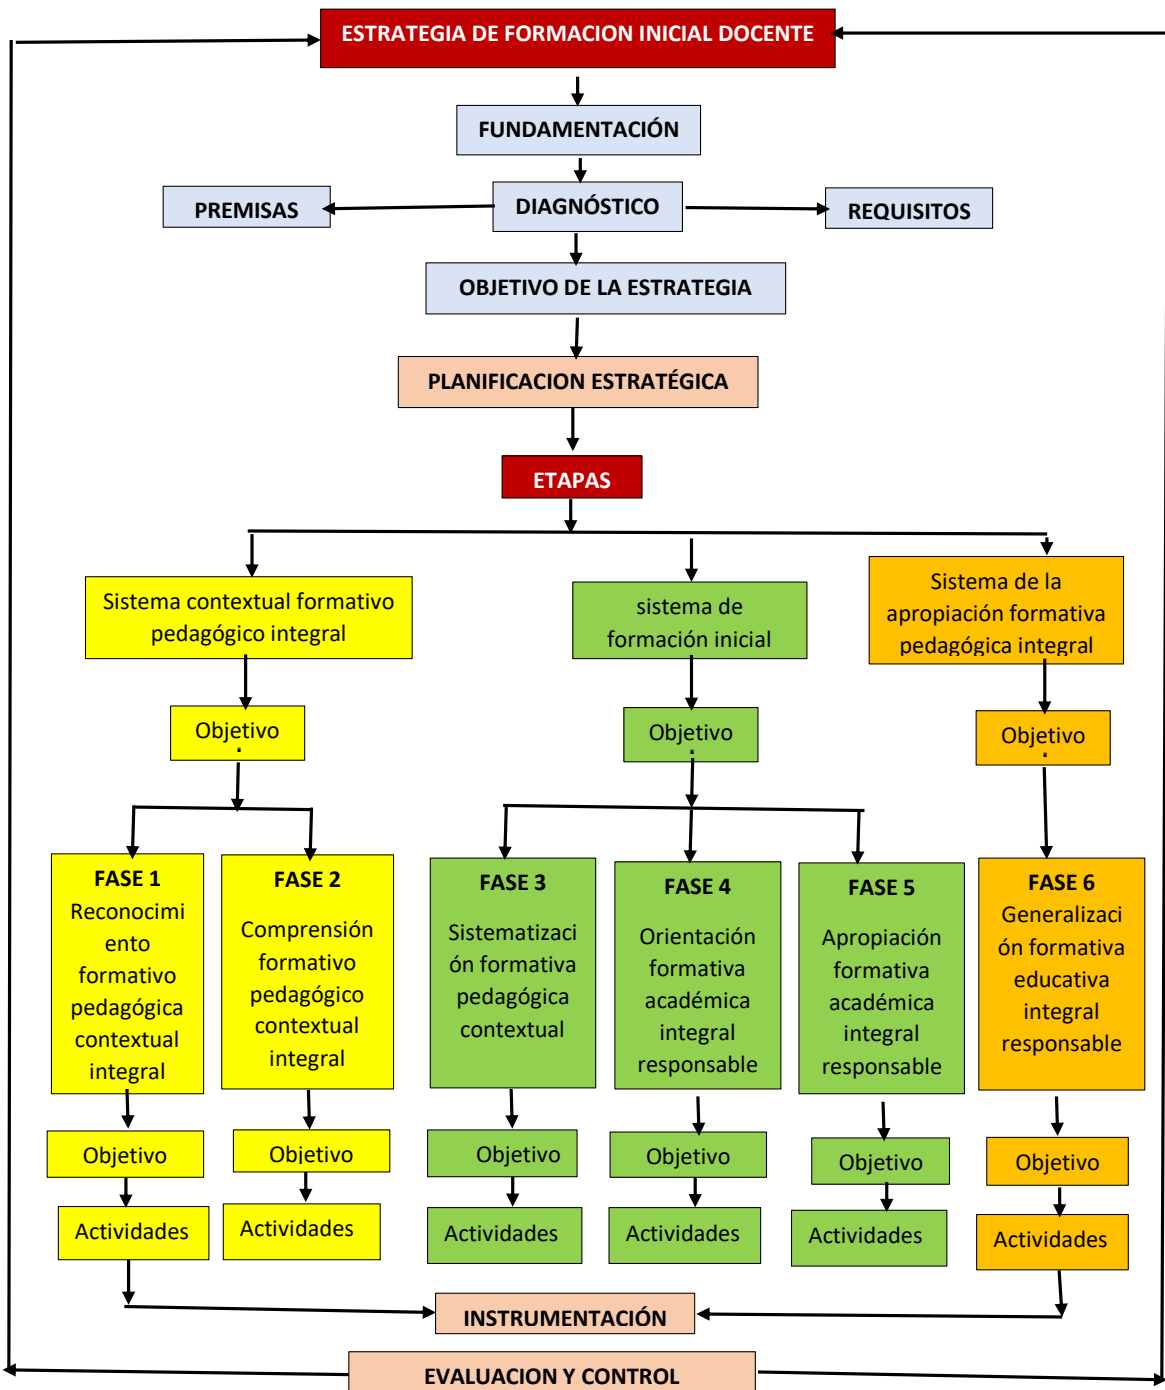 ESTRATEGIA DE FORMACION INICIAL DOCENTE
FUNDAMENTACIÓN
PREMISAS
DIAGNÓSTICO
REQUISITOS
OBJETIVO DE LA ESTRATEGIA
PLANIFICACION ESTRATÉGICA
ETAPAS
Sistema contextual formativo
pedagógico integral
sistema de
formación inicial
Sistema de la
apropiación formativa
pedagógica integral
Objetivo
Objetivo
Objetivo
FASE 1
Reconocimi
ento
formativo
pedagógica
contextual
integral
FASE 2
Comprensión
formativo
pedagógico
contextual
integral
FASE 3
Sistematizaci
ón formativa
pedagógica
contextual
FASE 4
Orientación
formativa
académica
integral
responsable
FASE 5
Apropiación
formativa
académica
integral
responsable
FASE 6
Generalizaci
ón formativa
educativa
integral
responsable
Objetivo
Objetivo
Objetivo
Objetivo
Objetivo
Objetivo
Actividades
Actividades
Actividades
Actividades
Actividades
Actividades
INSTRUMENTACIÓN
EVALUACION Y CONTROL